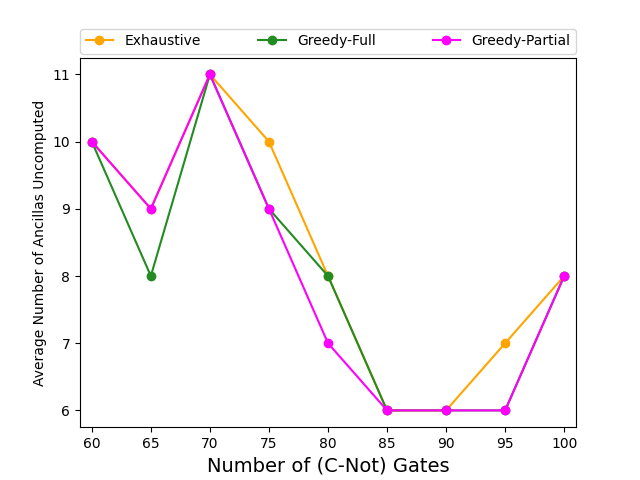 Exhaustive Greedy-Full Greedy-Partial
Average Number of Ancillas Uncomputed
11
10
9
8
7
6
60 65 70 75 80 85 90 95 100
Number of (C-Not) Gates